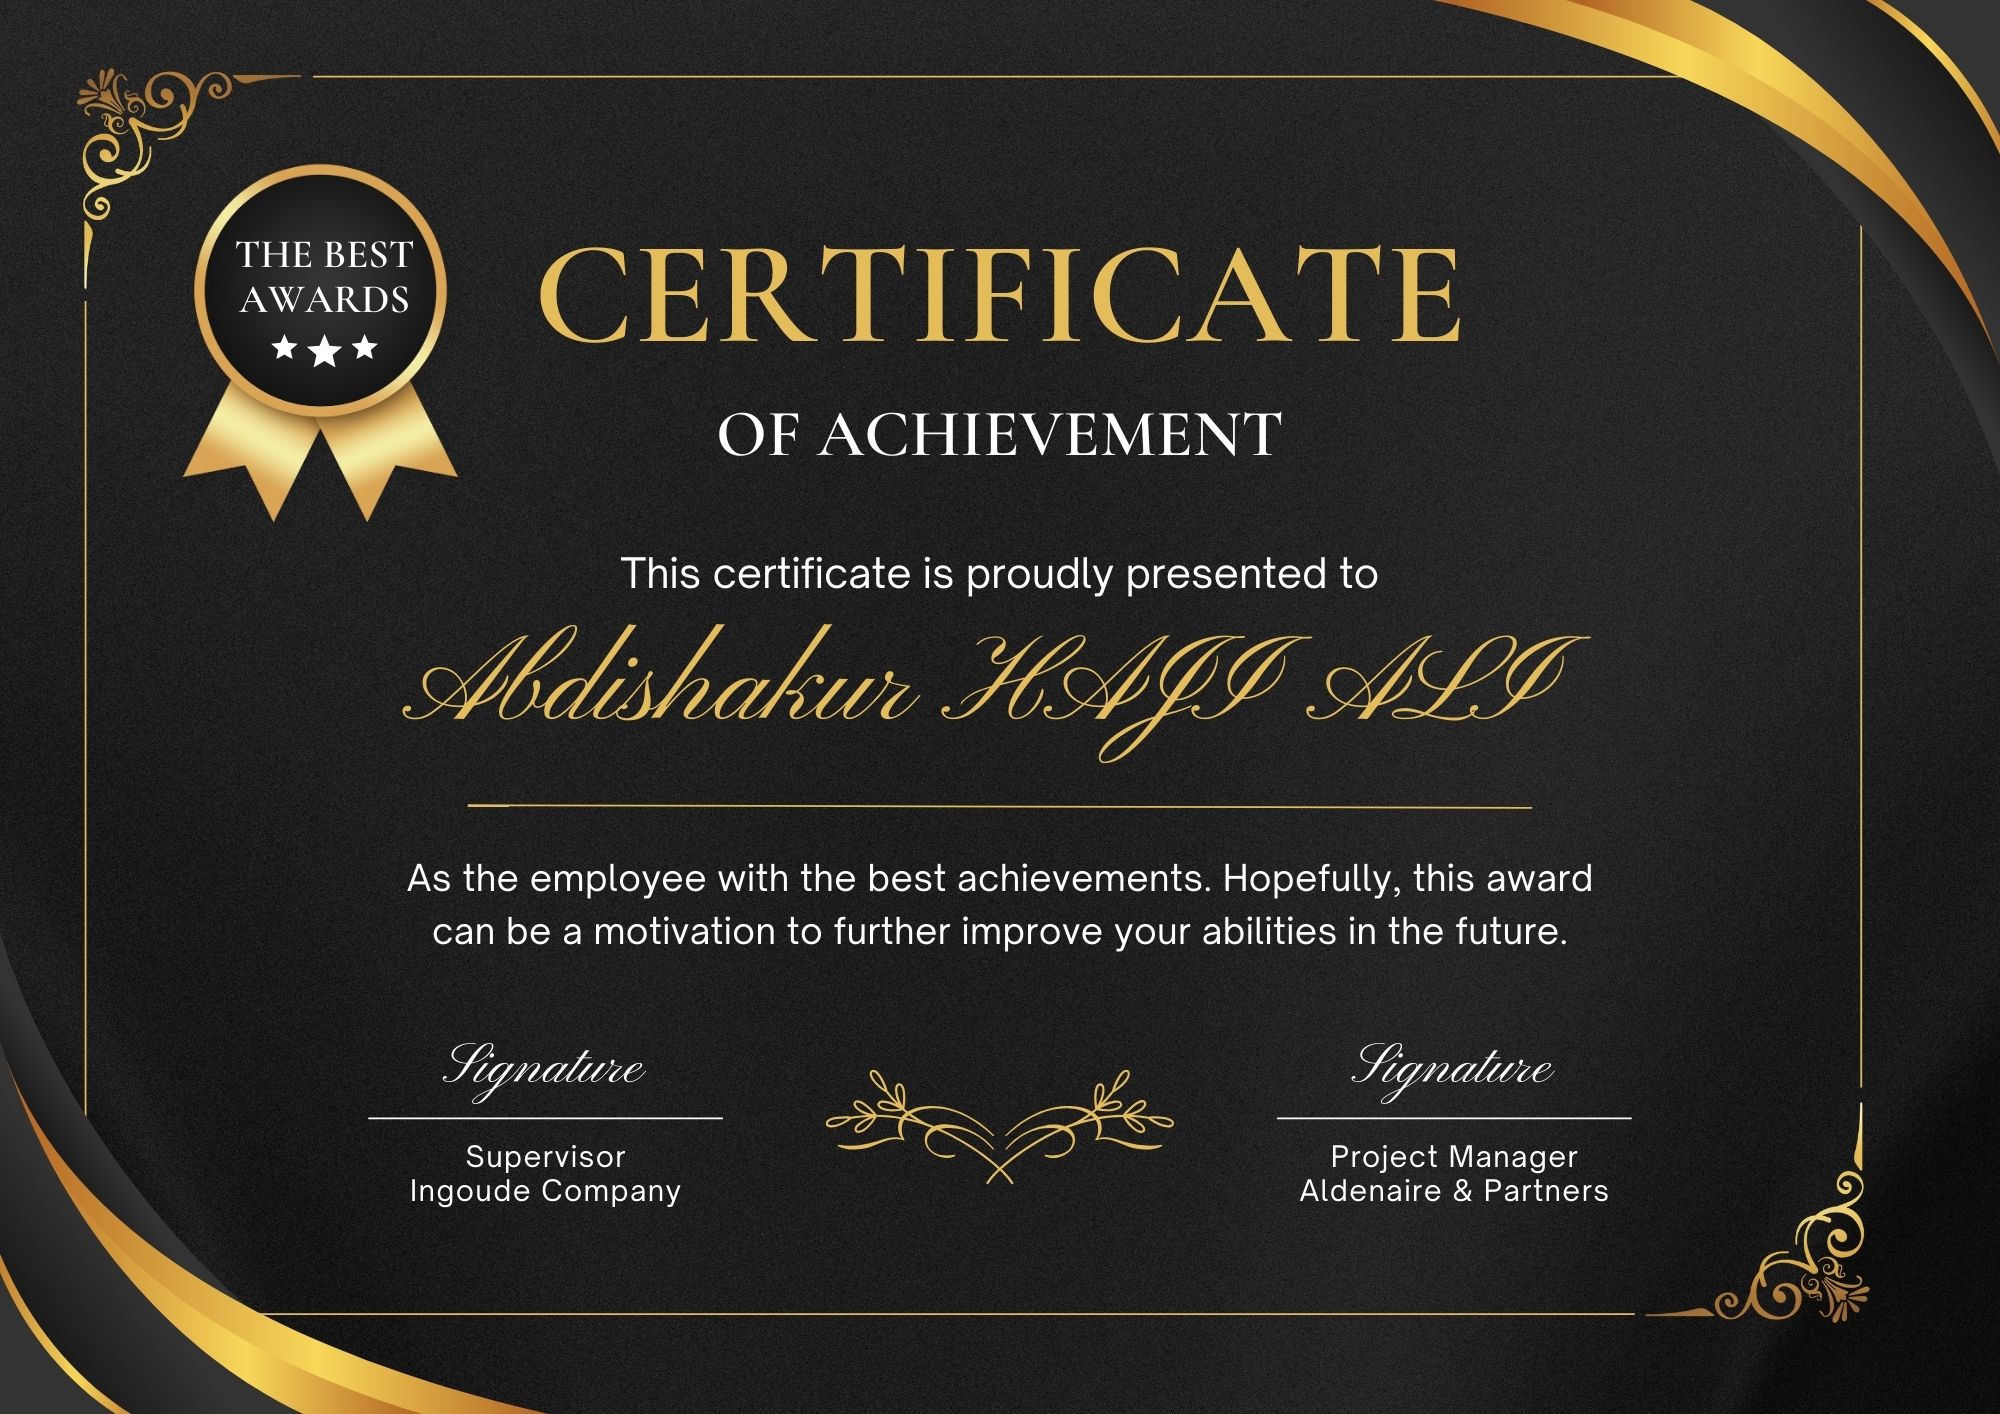 THE BEST
AWARDS
CERTIFICATE
OF ACHIEVEMENT
This certificate is proudly presented to
Abdishakur HAJI ALI
As the employee with the best achievements. Hopefully, this award
can be a motivation to further improve your abilities in the future.
Signature
Supervisor
Ingoude Company
Signature
Project Manager
Aldenaire & Partners